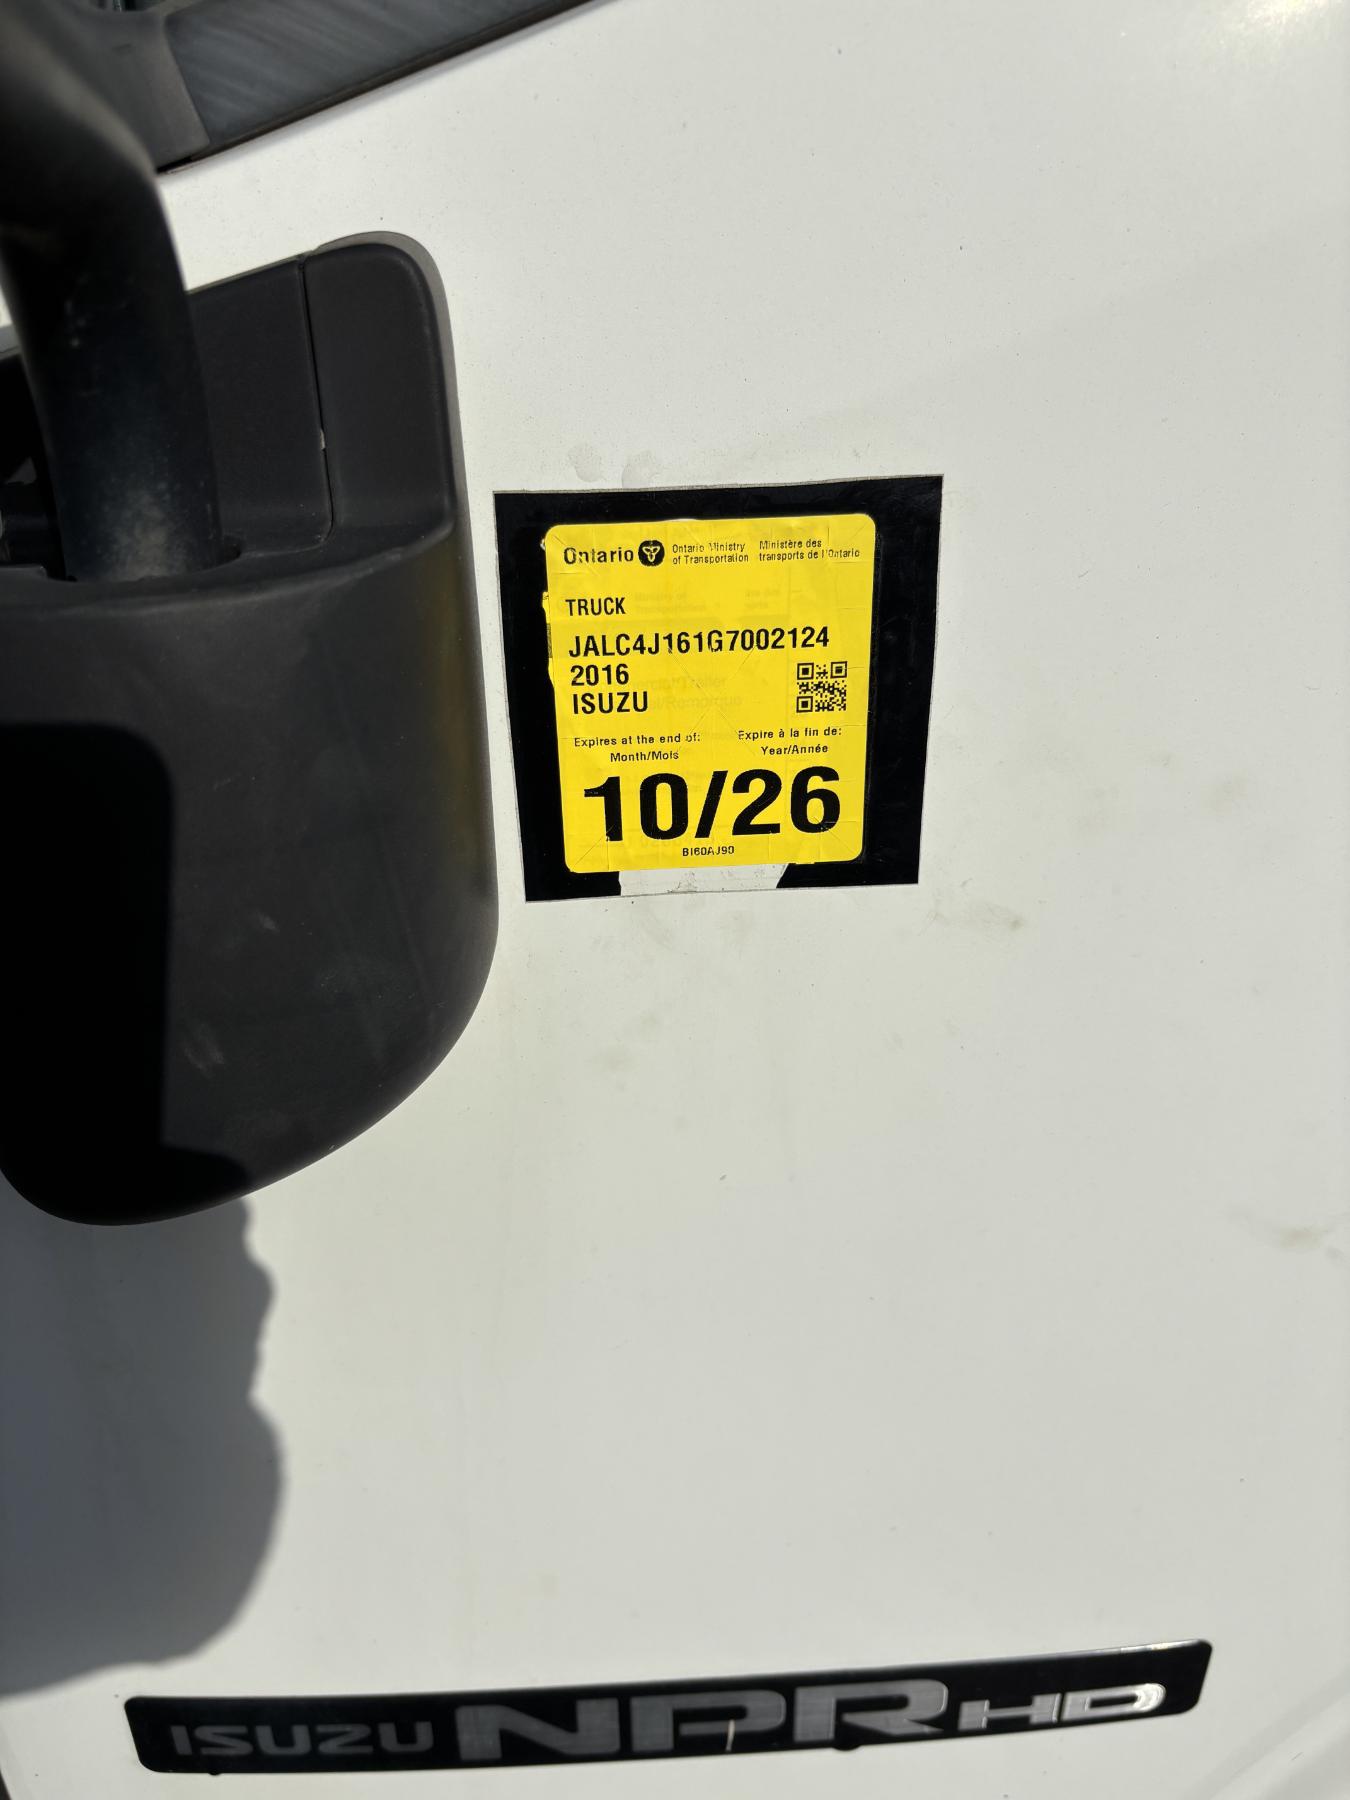 Ontario Ontario Ministry of Transportation Ministère des transports de l'Ontario
TRUCK
JALC4J161G7002124
2016
ISUZU
Expires at the end of: Expire à la fin de:
Month/Mois Year/Année
10/26
BI60AJ90
ISUZU NPR HD